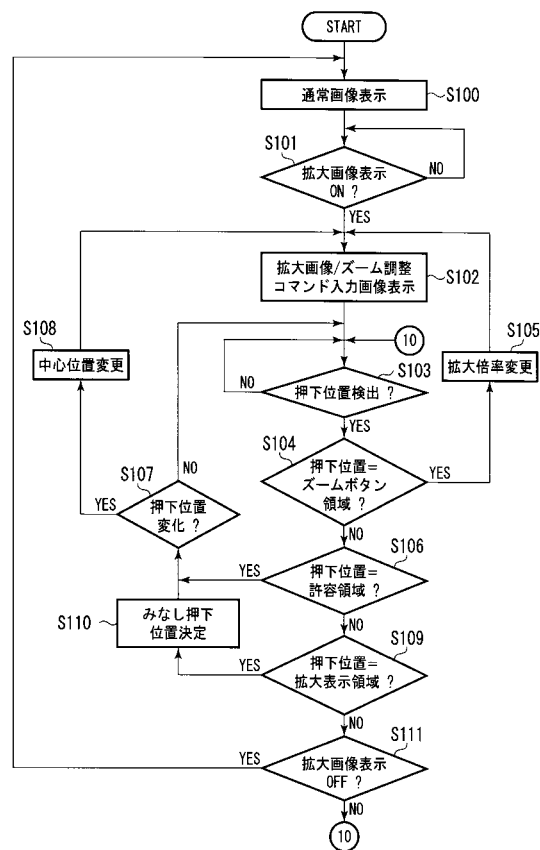 START
通常画像表示
S100
S101
拡大画像表示
ON ?
NO
YES
拡大画像/ズーム調整
コマンド入力画像表示
S102
S108
中心位置変更
10
S103
押下位置検出 ?
NO
YES
S105
拡大倍率変更
S104
押下位置=
ズームボタン
領域 ?
YES
NO
S107
押下位置
変化 ?
NO
YES
S106
押下位置=
許容領域 ?
YES
NO
S110
みなし押下
位置決定
S109
押下位置=
拡大表示領域 ?
YES
NO
S111
拡大画像表示
OFF ?
YES
NO
10